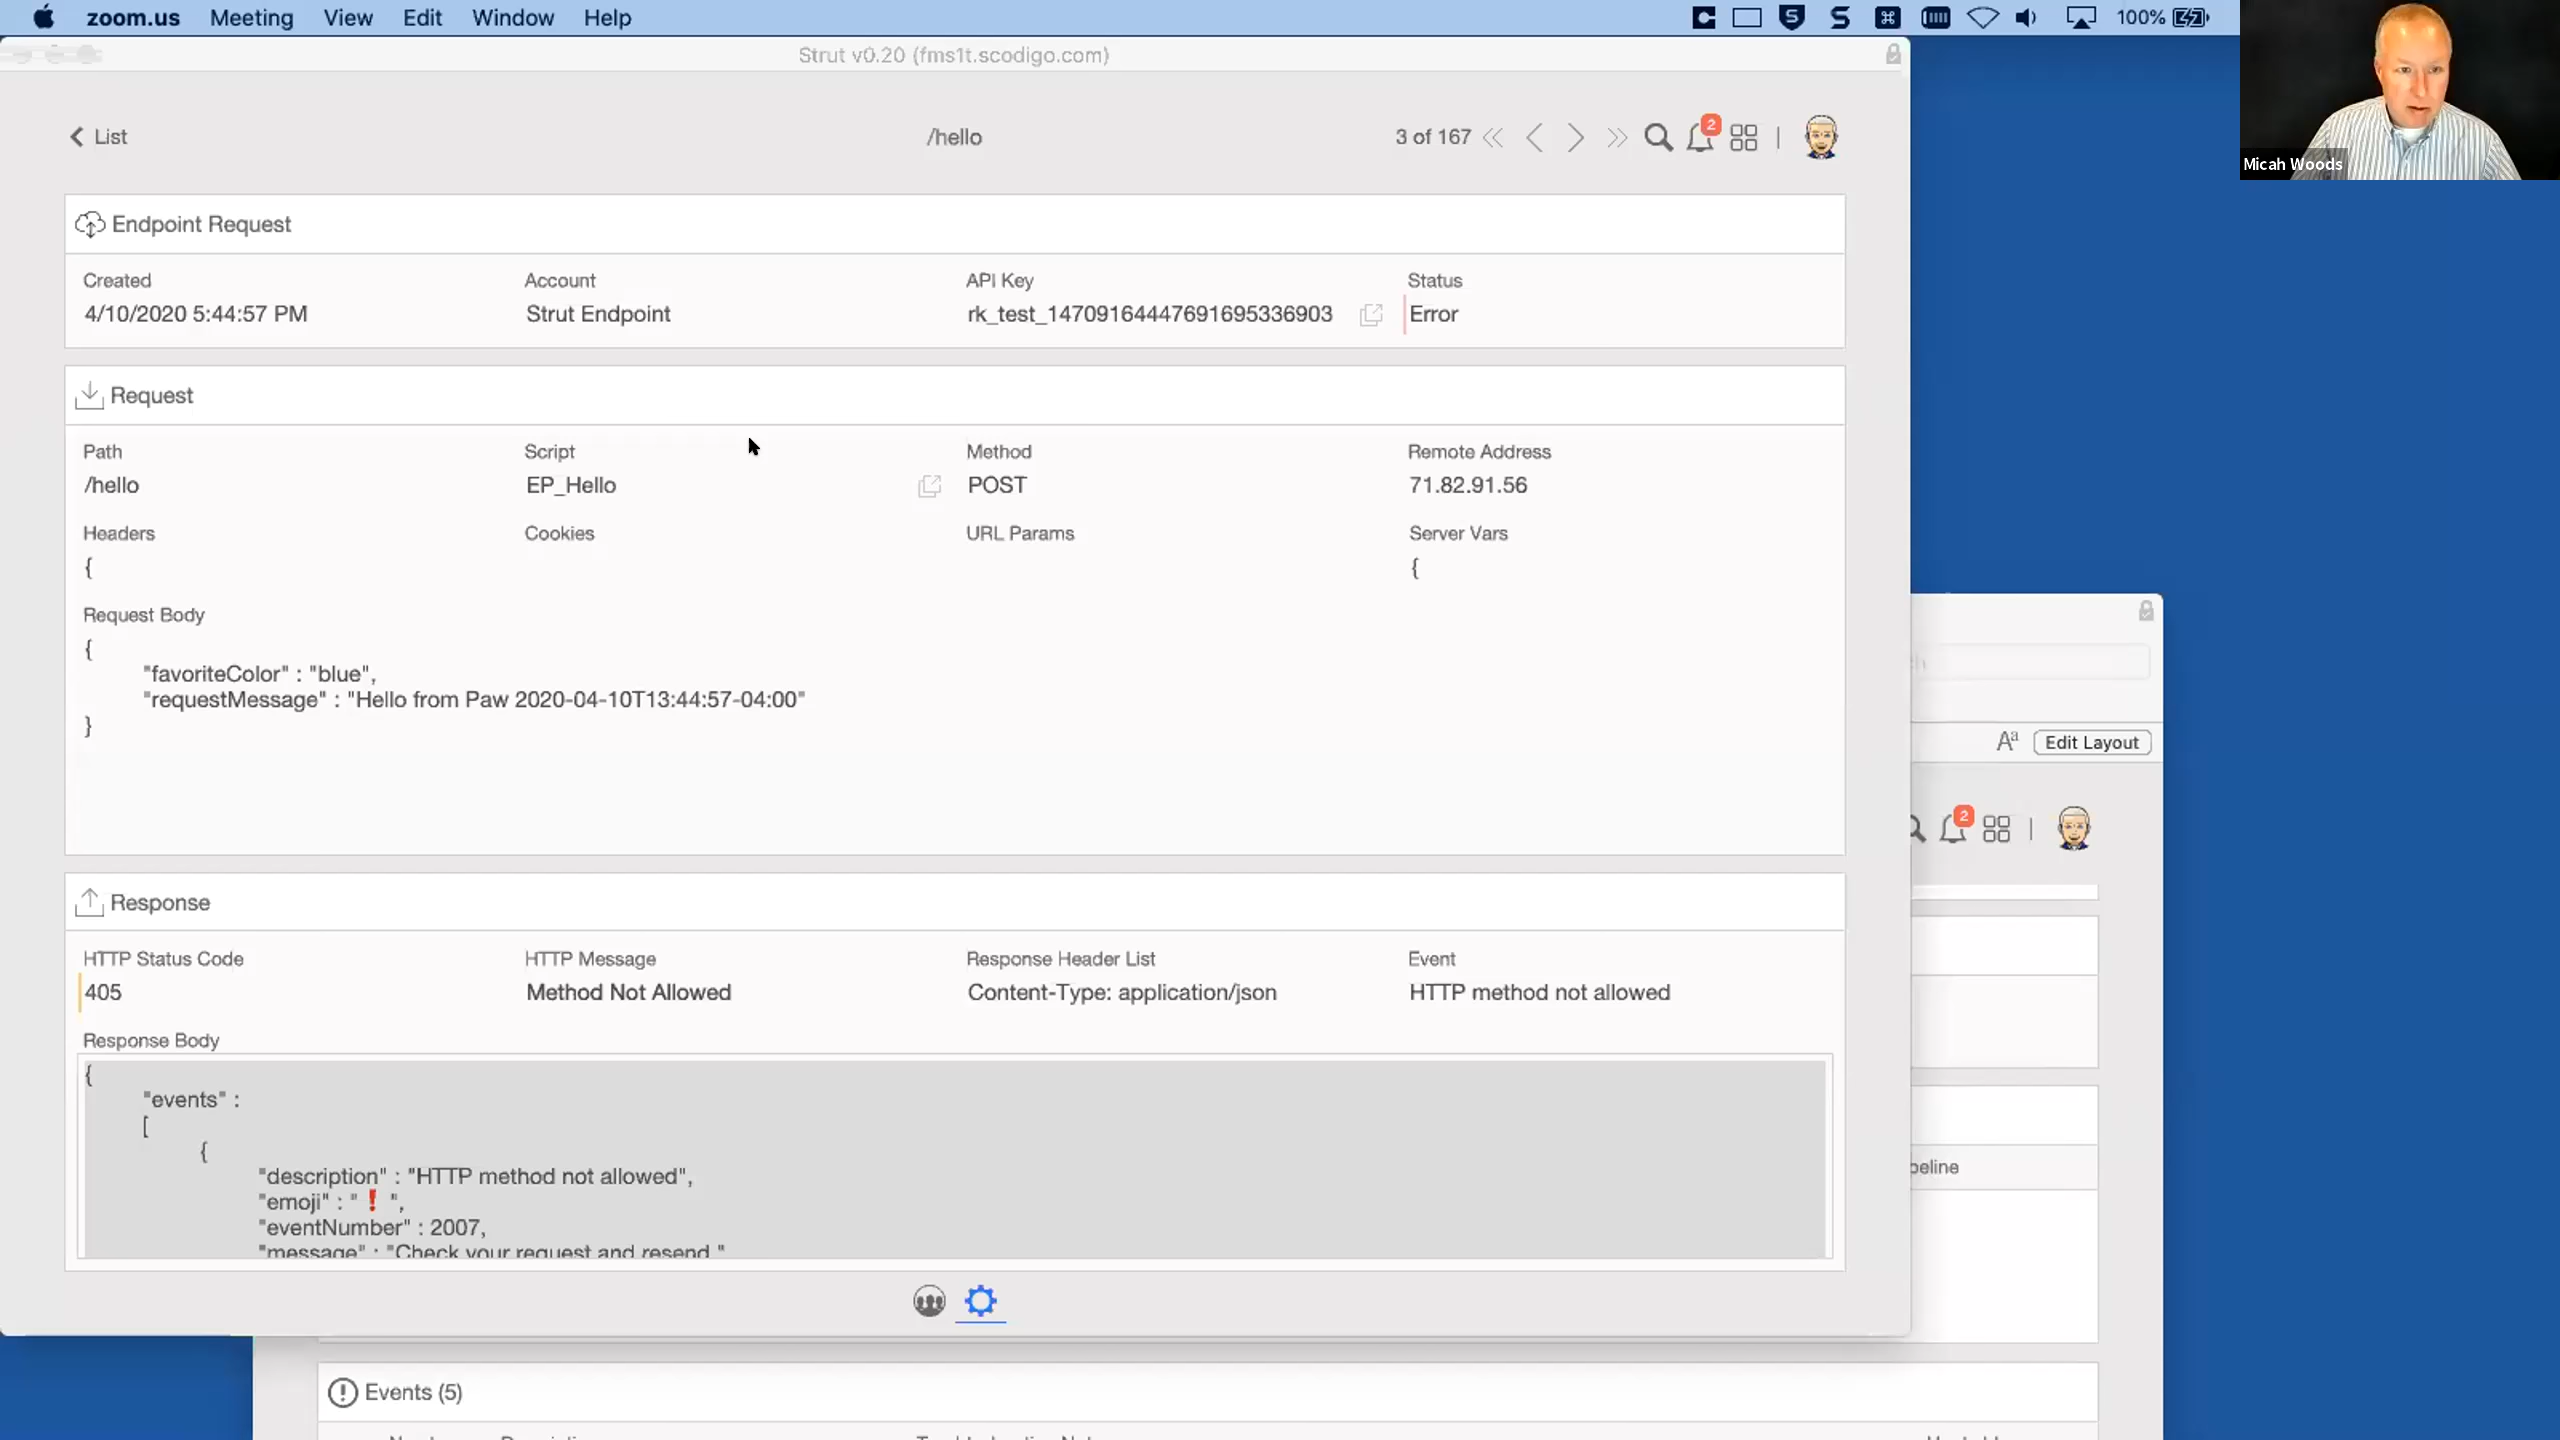 zoom.us Meeting View Edit Window Help 100%
Strut v0.20 (fms1t.scodigo.com)
Micah Woods
List /hello 3 of 167 2
Endpoint Request
Created Account API Key Status
4/10/2020 5:44:57 PM Strut Endpoint rk_test_14709164447691695336903 Error
Request
Path Script Method Remote Address
/hello EP_Hello POST 71.82.91.56
Headers Cookies URL Params Server Vars
{ {
Request Body
{
"favoriteColor" : "blue",
"requestMessage" : "Hello from Paw 2020-04-10T13:44:57-04:00"
}
Aa Edit Layout
2
Response
HTTP Status Code HTTP Message Response Header List Event
405 Method Not Allowed Content-Type: application/json HTTP method not allowed
Response Body
{
"events" :
[
{
"description" : "HTTP method not allowed",
"emoji" : "❗",
"eventNumber" : 2007,
"message" : "Check your request and resend."
peline
Events (5)